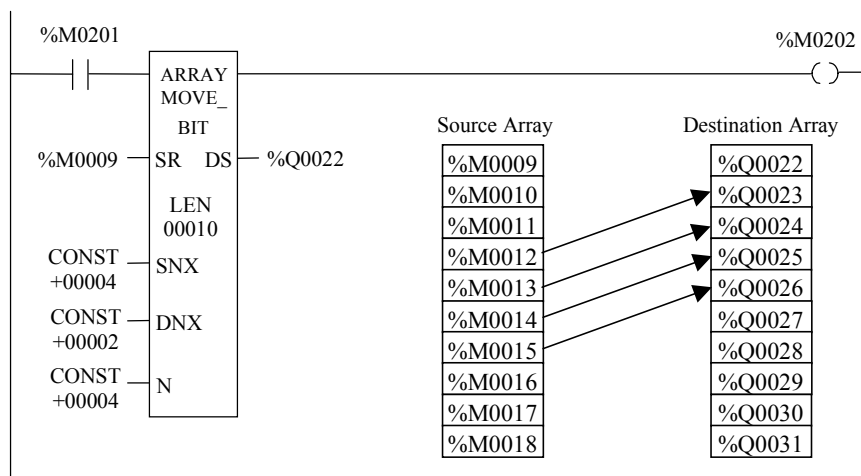 %M0201
%M0202
ARRAY
MOVE_
BIT
%M0009
SR
DS
%Q0022
LEN
00010
CONST
+00004
SNX
CONST
+00002
DNX
CONST
+00004
N
Source Array
%M0009
%M0010
%M0011
%M0012
%M0013
%M0014
%M0015
%M0016
%M0017
%M0018
Destination Array
%Q0022
%Q0023
%Q0024
%Q0025
%Q0026
%Q0027
%Q0028
%Q0029
%Q0030
%Q0031